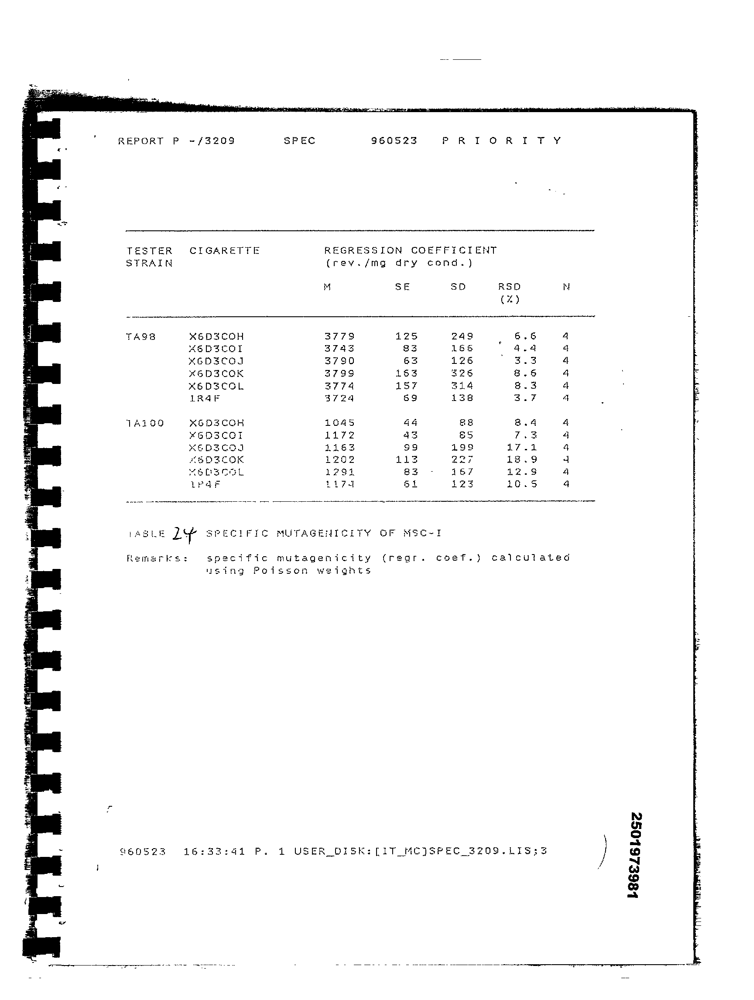 REPORT P -/3209 SPEC 960523 P R I O R I T Y
TESTER CIGARETTE REGRESSION COEFFICIENT
STRAIN (rev./mg dry cond.)
M SE SD RSD N
(%)
TA98 X6D3COH 3779 125 249 6.6 4
X6D3COI 3743 83 166 4.4 4
X6D3COJ 3790 63 126 3.3 4
X6D3COK 3799 163 326 8.6 4
X6D3COL 3774 157 314 8.3 4
1R4F 3724 69 138 3.7 4
TA100 X6D3COH 1045 44 88 8.4 4
X6D3COI 1172 43 85 7.3 4
X6D3COJ 1163 99 199 17.1 4
X6D3COK 1202 113 227 18.9 4
X6D3COL 1291 83 167 12.9 4
1R4F 1174 61 123 10.5 4
TABLE 24 SPECIFIC MUTAGENICITY OF MSC-I
Remarks: specific mutagenicity (regr. coef.) calculated
using Poisson weights
960523 16:33:41 P. 1 USER_DISK:[IT_MC]SPEC_3209.LIS;3
2501973981